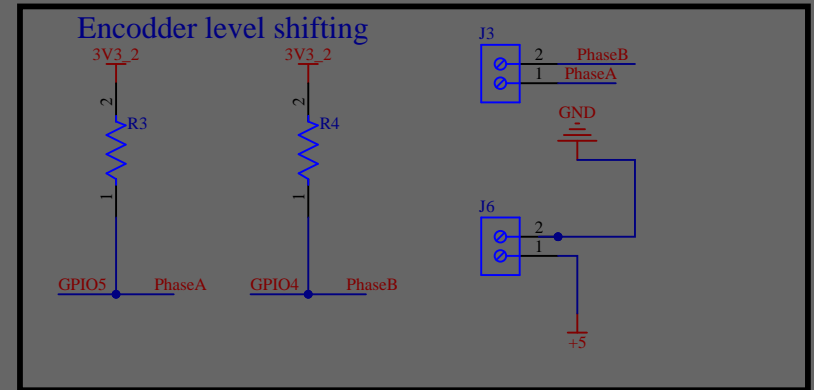 Encodder level shifting
3V3_2
3V3_2
J3
2
PhaseB
1
PhaseA
2
R3
2
R4
GND
1
1
J6
2
1
GPIO5
PhaseA
GPIO4
PhaseB
+5